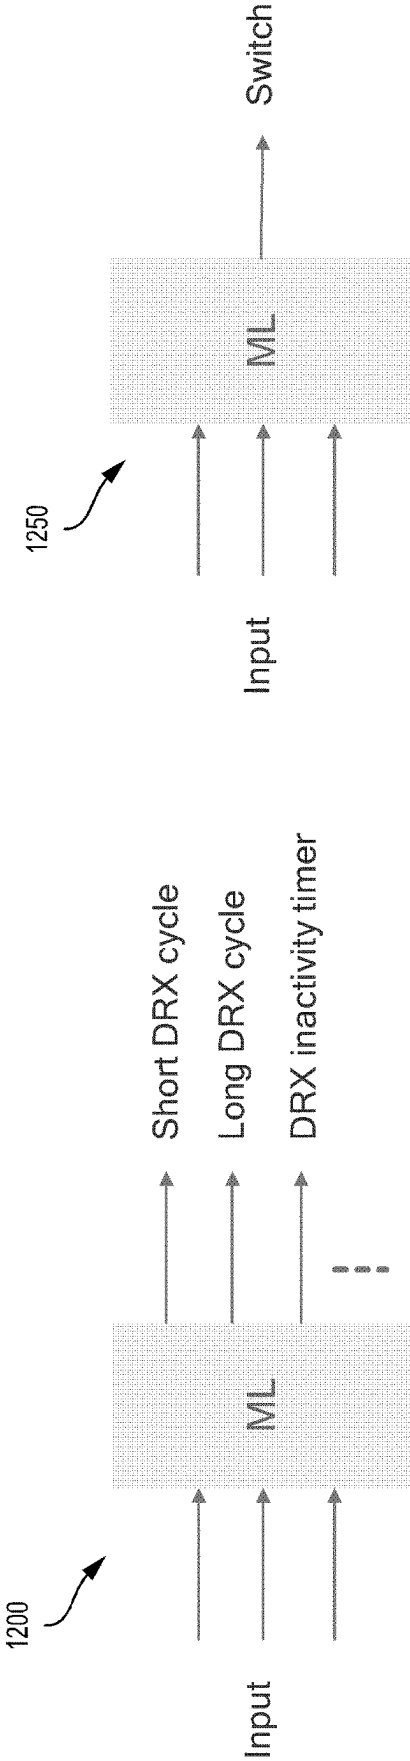 1200
Input
ML
Short DRX cycle
Long DRX cycle
DRX inactivity timer
1250
Input
ML
Switch